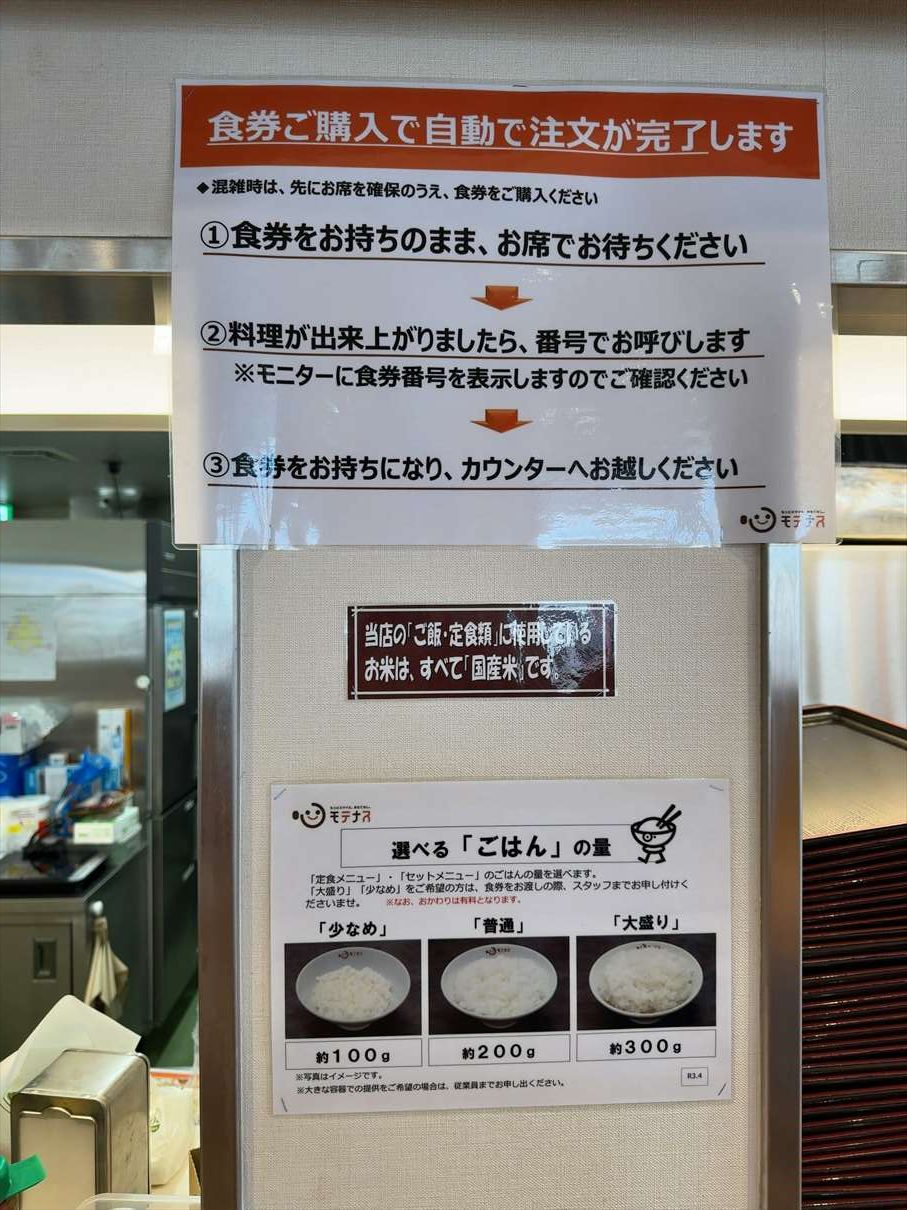 食券ご購入で自動で注文が完了します
◆混雑時は、先にお席を確保のうえ、食券をご購入ください
①食券をお持ちのまま、お席でお待ちください
②料理が出来上がりましたら、番号でお呼びします
※モニターに食券番号を表示しますのでご確認ください
③食券をお持ちになり、カウンターへお越しください
モテナス
当店の「ご飯・定食類」に使用している
お米は、すべて「国産米」です。
モテナス
選べる「ごはん」の量
「定食メニュー」・「セットメニュー」のごはんの量を選べます。
「大盛り」「少なめ」をご希望の方は、食券をお渡しの際、スタッフまでお申し付けく
ださいませ。 ※なお、おかわりは有料となります。
「少なめ」 「普通」 「大盛り」
約100g 約200g 約300g
※写真はイメージです。
※大きな容器での提供をご希望の場合は、従業員までお申し出ください。
R3.4